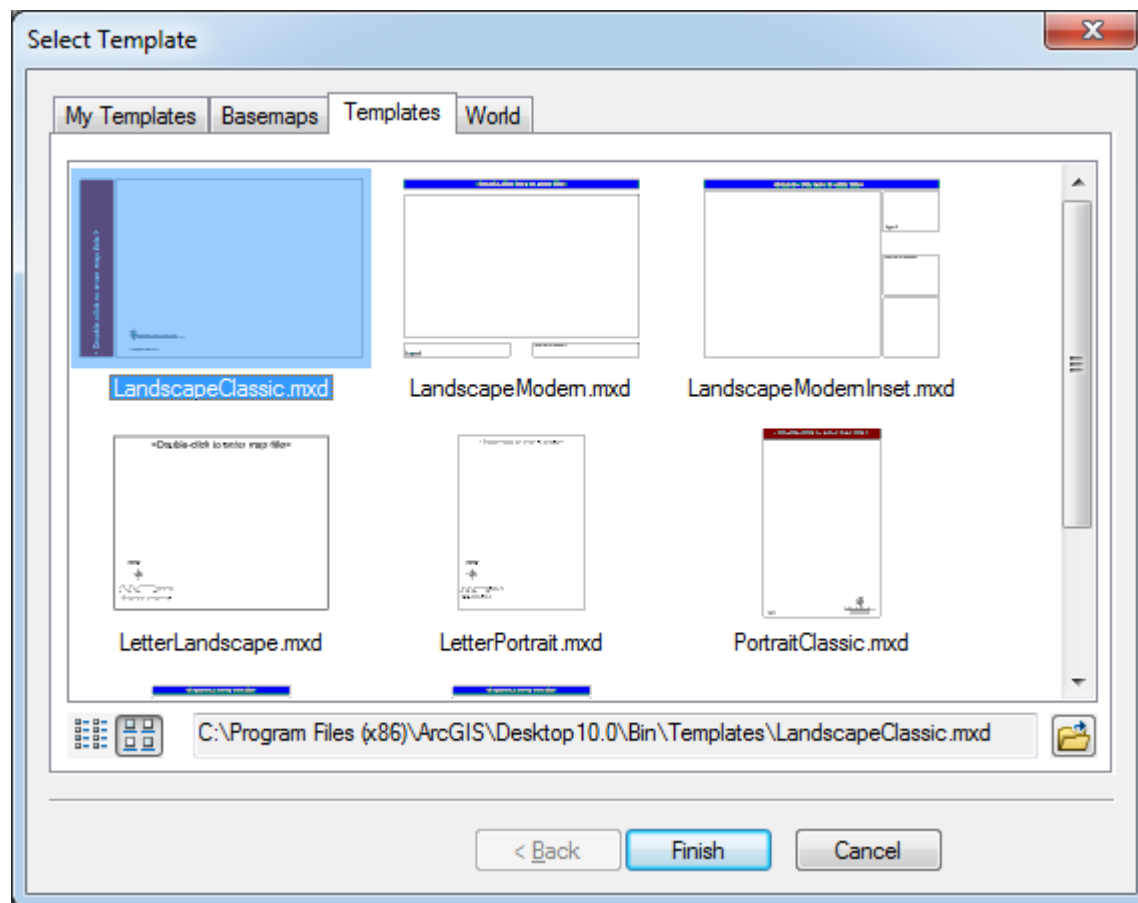 Select Template
My Templates Basemaps Templates World
LandscapeClassic.mxd LandscapeModern.mxd LandscapeModernInset.mxd
<Double-click to enter map title>
LetterLandscape.mxd LetterPortrait.mxd PortraitClassic.mxd
C:\Program Files (x86)\ArcGIS\Desktop10.0\Bin\Templates\LandscapeClassic.mxd
< Back Finish Cancel